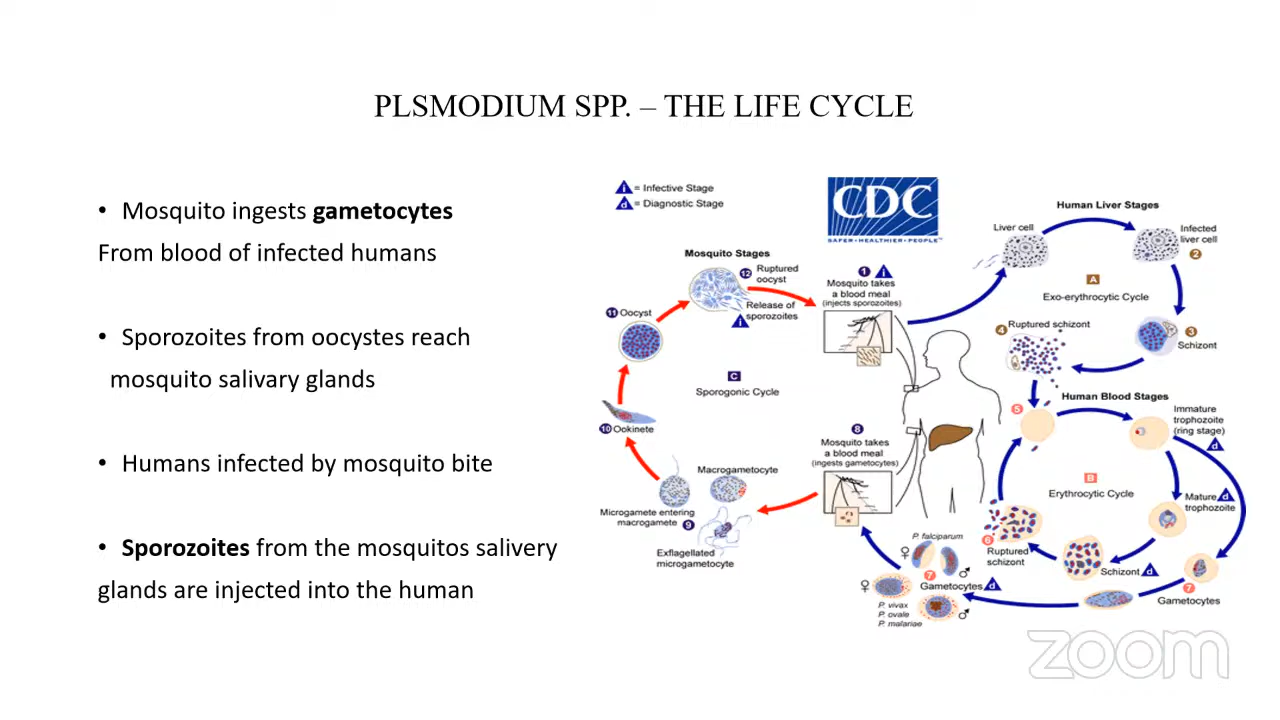 PLSMODIUM SPP. – THE LIFE CYCLE
• Mosquito ingests gametocytes
From blood of infected humans
• Sporozoites from oocystes reach
mosquito salivary glands
• Humans infected by mosquito bite
• Sporozoites from the mosquitos salivery
glands are injected into the human
i = Infective Stage
d = Diagnostic Stage
CDC
SAFER·HEALTHIER·PEOPLE™
Mosquito Stages
12 Ruptured
oocyst
Release of
sporozoites
i
11 Oocyst
10 Ookinete
C
Sporogonic Cycle
Macrogametocyte
Microgamete entering
macrogamete 9
Exflagellated
microgametocyte
1 i
Mosquito takes
a blood meal
(injects sporozoites)
8
Mosquito takes
a blood meal
(ingests gametocytes)
Human Liver Stages
Liver cell
Infected
liver cell
2
A
Exo-erythrocytic Cycle
4 Ruptured schizont
3
Schizont
Human Blood Stages
5
Immature
trophozoite
(ring stage)
d
B
Erythrocytic Cycle
Mature d
trophozoite
6
Ruptured
schizont
Schizont d
7
Gametocytes
P. falciparum
♀
♂
7
Gametocytes d
♀
P. vivax
P. ovale
P. malariae
♂
zoom